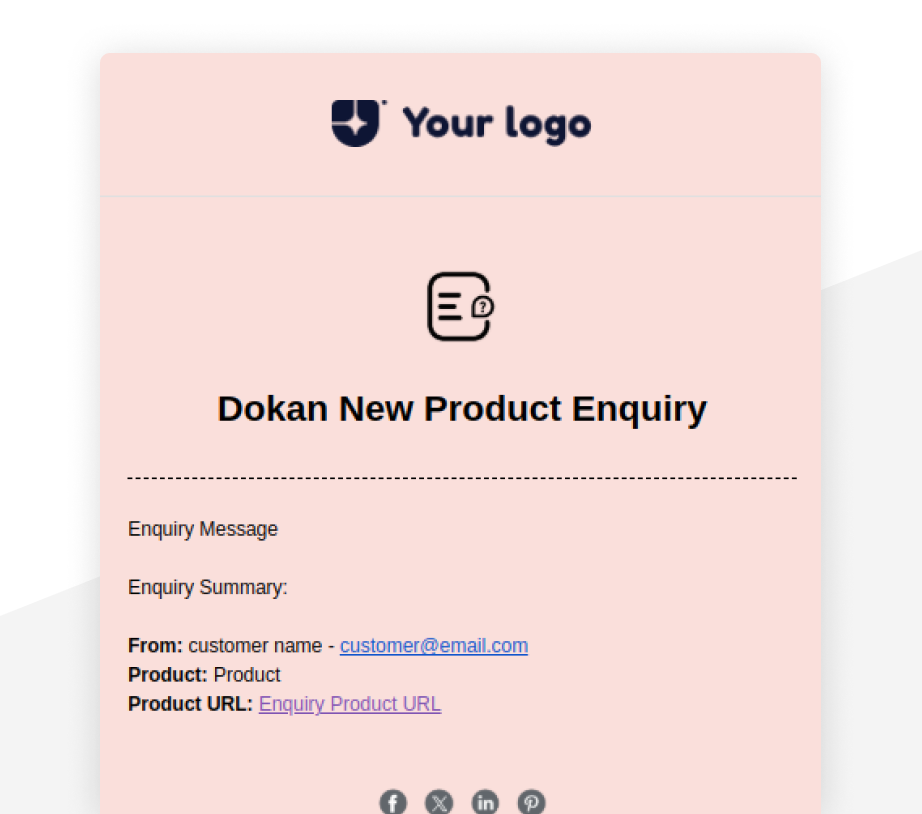 Your logo
?
Dokan New Product Enquiry
Enquiry Message
Enquiry Summary:
From: customer name - customer@email.com
Product: Product
Product URL: Enquiry Product URL
f X in P